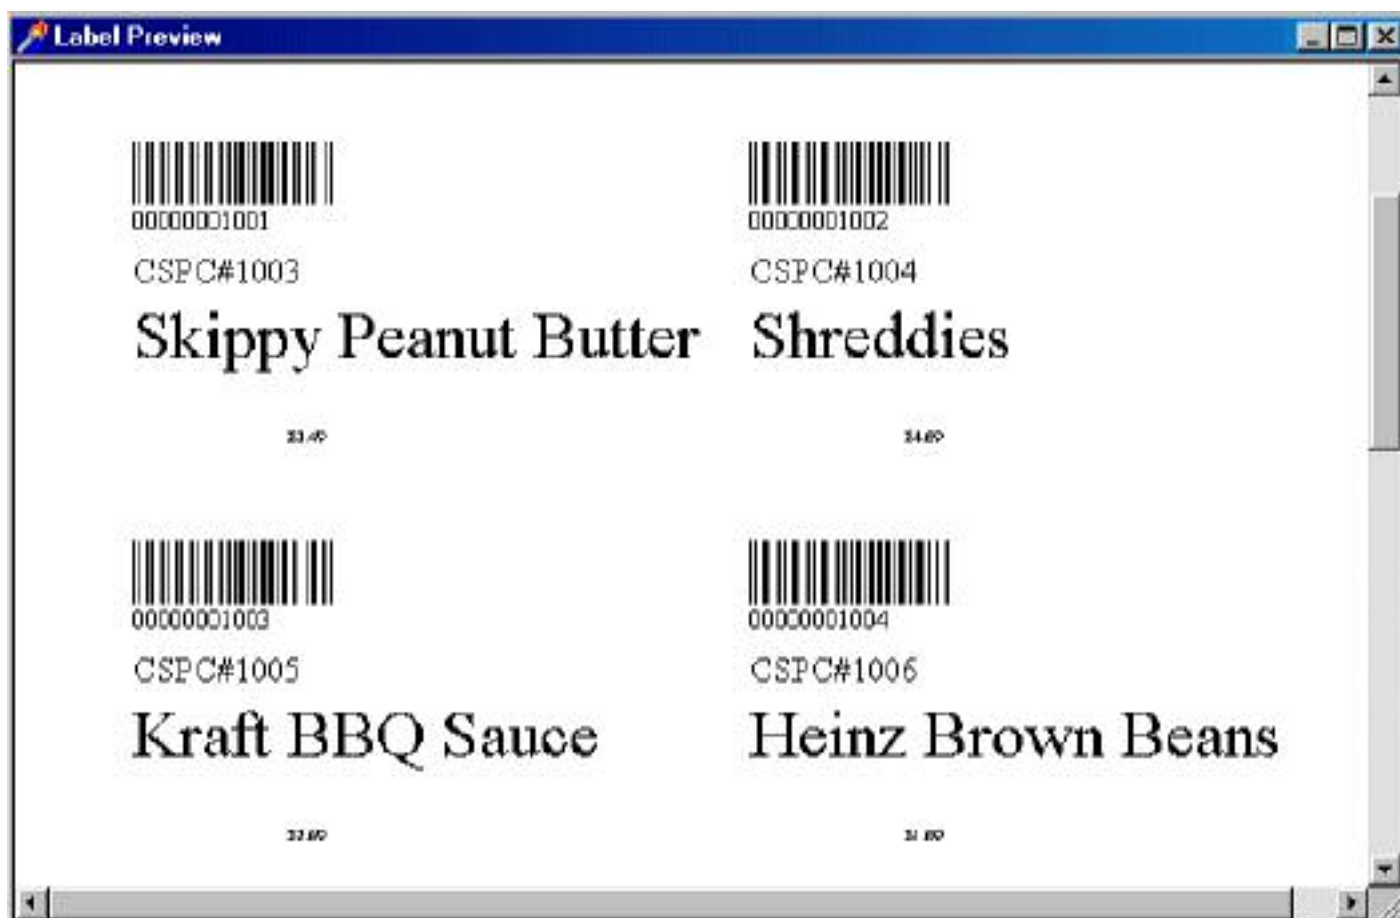 Label Preview
00000001001
CSPC#1003
Skippy Peanut Butter
00000001002
CSPC#1004
Shreddies
00000001003
CSPC#1005
Kraft BBQ Sauce
00000001004
CSPC#1006
Heinz Brown Beans